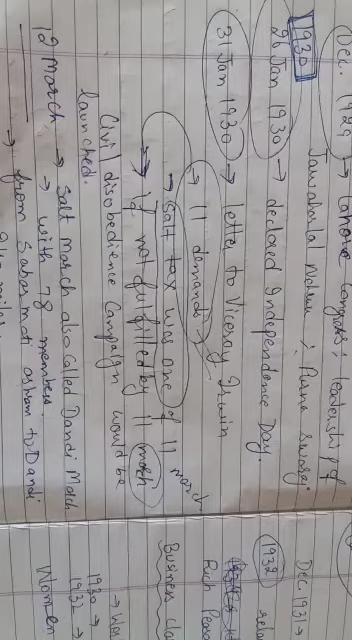 Dec. 1929 → Lahore Congress : leadership of
Jawaharlal Nehru : Purna Swaraj
1930
26 Jan 1930 → declared Independence Day.
31 Jan 1930 → letter to Viceroy Irwin
→ 11 demands
→ Salt tax was one of 11
→ If not fulfilled by 11 march
Civil disobedience Campaign would be
launched.
12 March → Salt March also called Dandi March
→ with 78 members
→ from Sabarmati ashram to Dandi
miles
Dec 1931 →
1932
Rich Peas
Business cla
1930 →
1932 →
Women